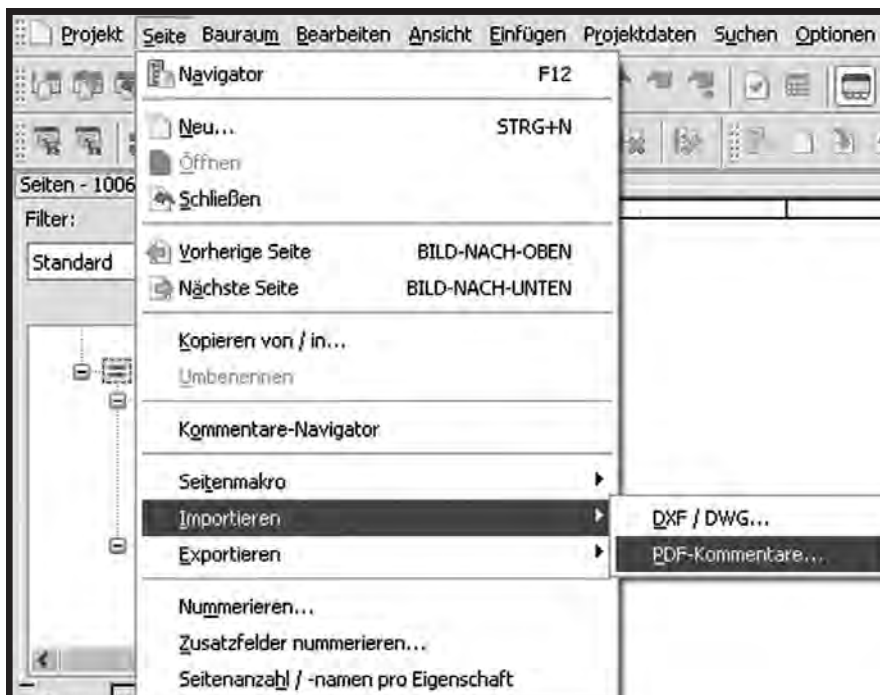 Projekt Seite Bauraum Bearbeiten Ansicht Einfügen Projektdaten Suchen Optionen
Navigator F12
Neu... STRG+N
Öffnen
Seiten - 1006
Schließen
Filter:
Vorherige Seite BILD-NACH-OBEN
Standard
Nächste Seite BILD-NACH-UNTEN
Kopieren von / in...
Umbenennen
Kommentare-Navigator
Seitenmakro
Importieren DXF / DWG...
Exportieren PDF-Kommentare...
Nummerieren...
Zusatzfelder nummerieren...
Seitenanzahl / -namen pro Eigenschaft